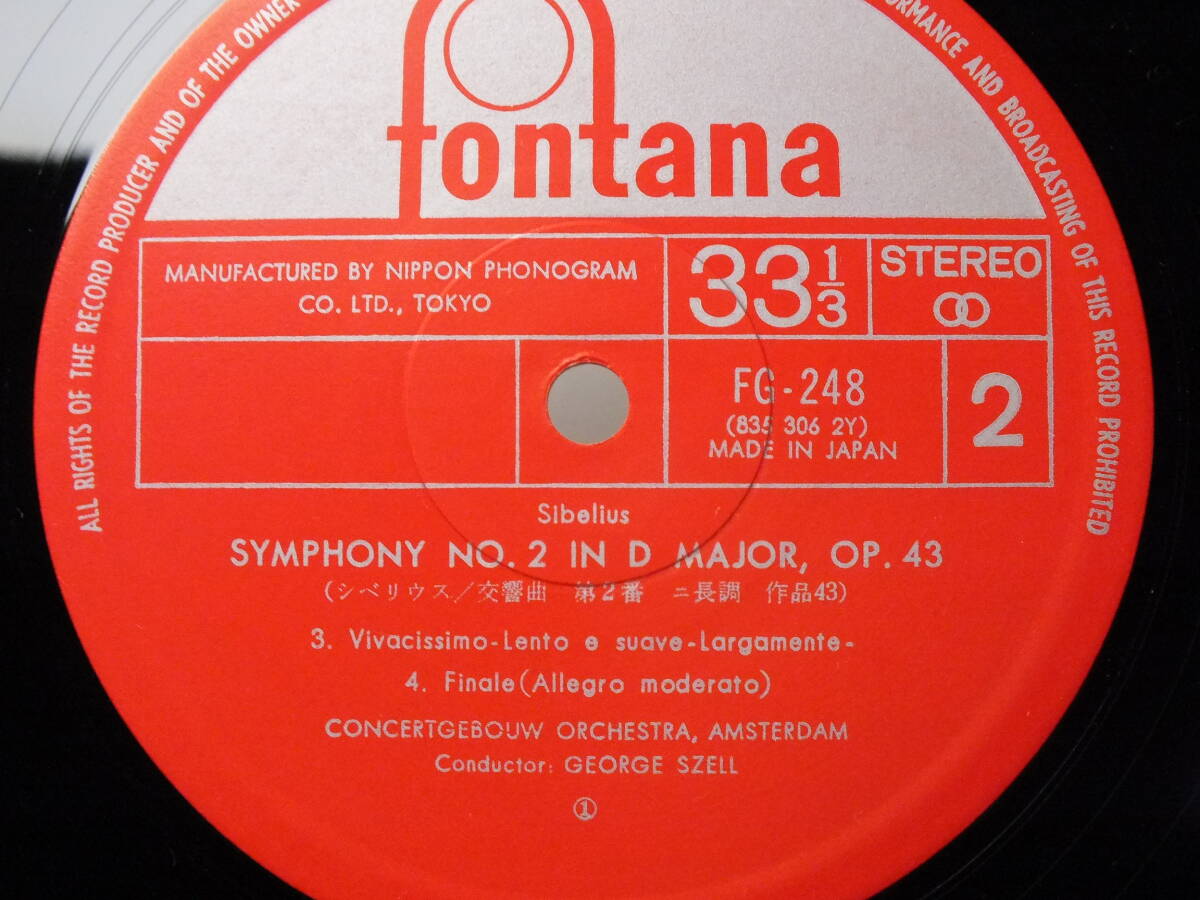 ALL RIGHTS OF THE RECORD PRODUCER AND OF THE OWNER
PERFORMANCE AND BROADCASTING OF THIS RECORD PROHIBITED
fontana
MANUFACTURED BY NIPPON PHONOGRAM
CO. LTD., TOKYO
33 1/3
STEREO
FG-248
(835 306 2Y)
MADE IN JAPAN
2
Sibelius
SYMPHONY NO. 2 IN D MAJOR, OP. 43
(シベリウス/交響曲 第2番 ニ長調 作品43)
3. Vivacissimo-Lento e suave-Largamente-
4. Finale (Allegro moderato)
CONCERTGEBOUW ORCHESTRA, AMSTERDAM
Conductor: GEORGE SZELL
①